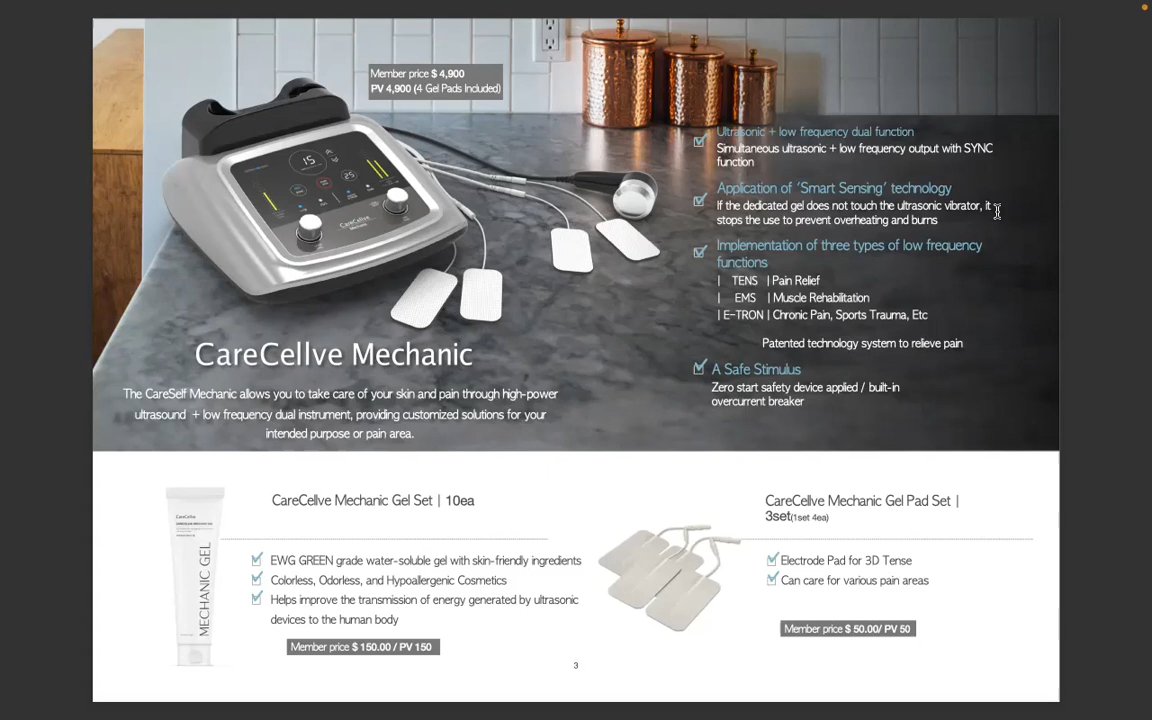 Member price $ 4,900
PV 4,900 (4 Gel Pads Included)
15
25
CareCellve
Mechanic
Ultrasonic + low frequency dual function
Simultaneous ultrasonic + low frequency output with SYNC
function
Application of ‘Smart Sensing’ technology
If the dedicated gel does not touch the ultrasonic vibrator, it
stops the use to prevent overheating and burns
Implementation of three types of low frequency
functions
| TENS | Pain Relief
| EMS | Muscle Rehabilitation
| E-TRON | Chronic Pain, Sports Trauma, Etc
Patented technology system to relieve pain
A Safe Stimulus
Zero start safety device applied / built-in
overcurrent breaker
CareCellve Mechanic
The CareSelf Mechanic allows you to take care of your skin and pain through high-power
ultrasound + low frequency dual instrument, providing customized solutions for your
intended purpose or pain area.
CareCellve
MECHANIC GEL
CareCellve Mechanic Gel Set | 10ea
EWG GREEN grade water-soluble gel with skin-friendly ingredients
Colorless, Odorless, and Hypoallergenic Cosmetics
Helps improve the transmission of energy generated by ultrasonic
devices to the human body
Member price $ 150.00 / PV 150
CareCellve Mechanic Gel Pad Set |
3set(1set 4ea)
Electrode Pad for 3D Tense
Can care for various pain areas
Member price $ 50.00/ PV 50
3